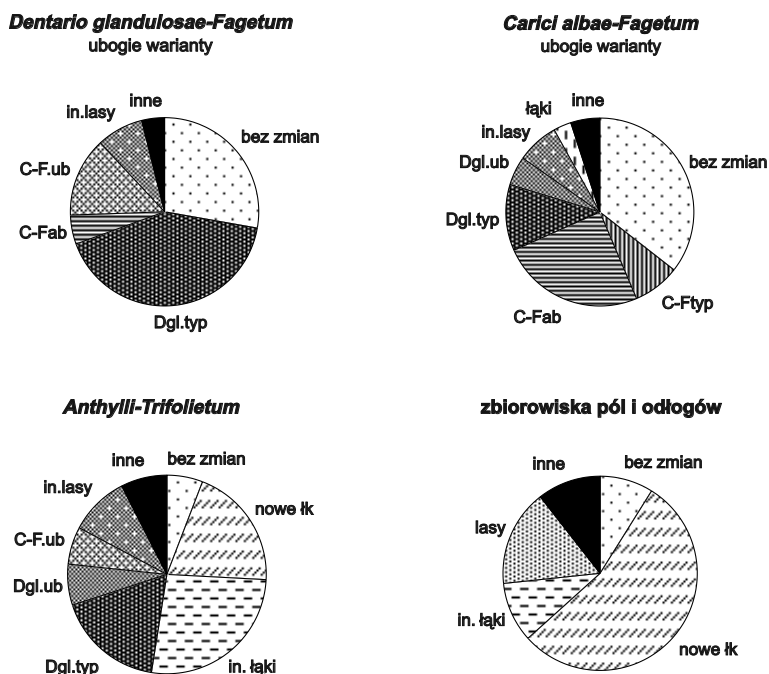 Dentario glandulosae-Fagetum
ubogie warianty
inne
in.lasy
bez zmian
C-F.ub
C-Fab
Dgl.typ
Carici albae-Fagetum
ubogie warianty
inne
łąki
in.lasy
bez zmian
Dgl.ub
Dgl.typ
C-Fab
C-Ftyp
Anthylli-Trifolietum
inne
bez zmian
in.lasy
nowe łk
C-F.ub
Dgl.ub
Dgl.typ
in. łąki
zbiorowiska pól i odłogów
inne
bez zmian
lasy
in. łąki
nowe łk